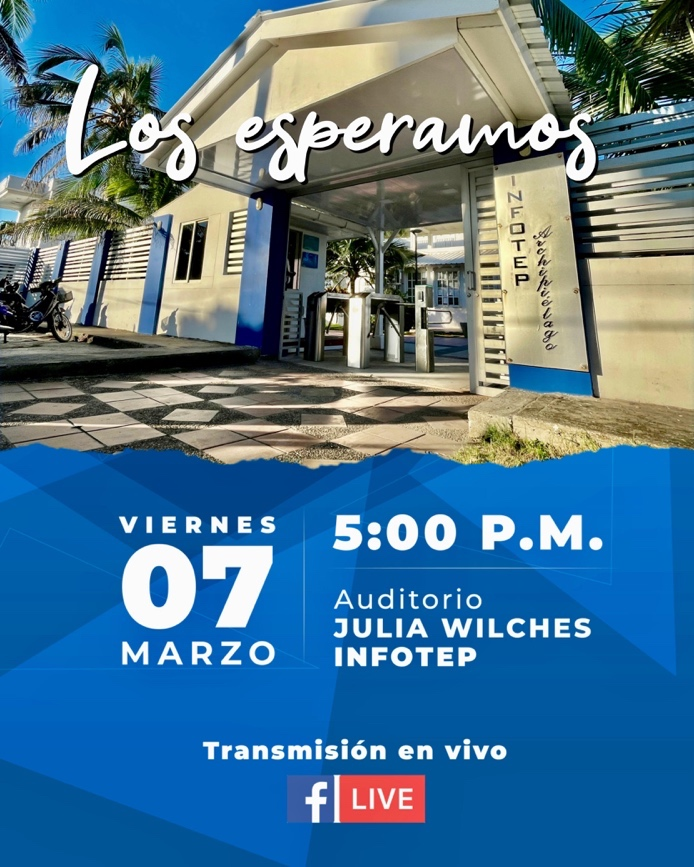 Los esperamos
INFOTEP
Archipiélago
VIERNES
07
MARZO
5:00 P.M.
Auditorio
JULIA WILCHES
INFOTEP
Transmisión en vivo
f LIVE